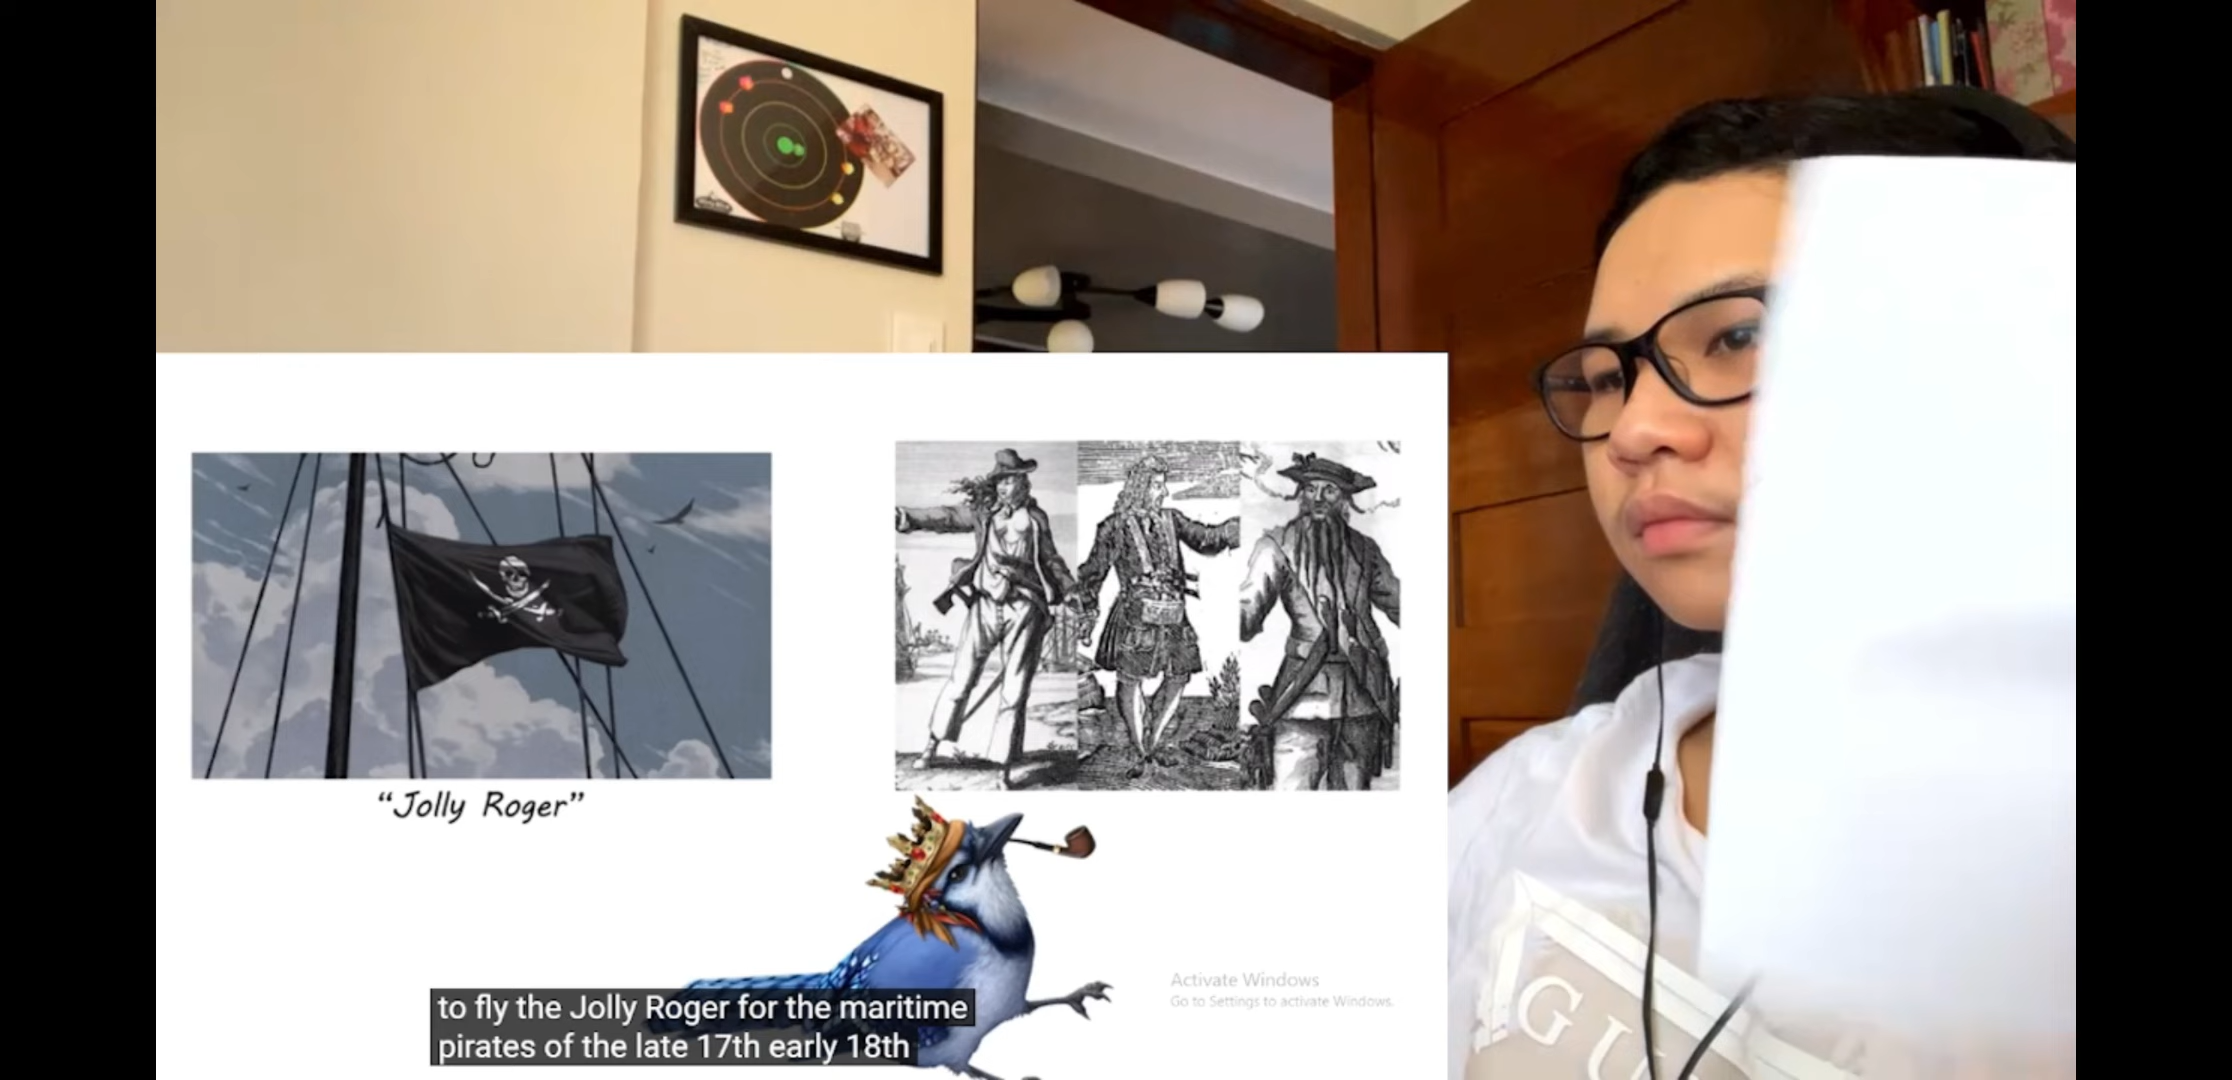 “Jolly Roger”
Activate Windows
Go to Settings to activate Windows.
to fly the Jolly Roger for the maritime
pirates of the late 17th early 18th
GU